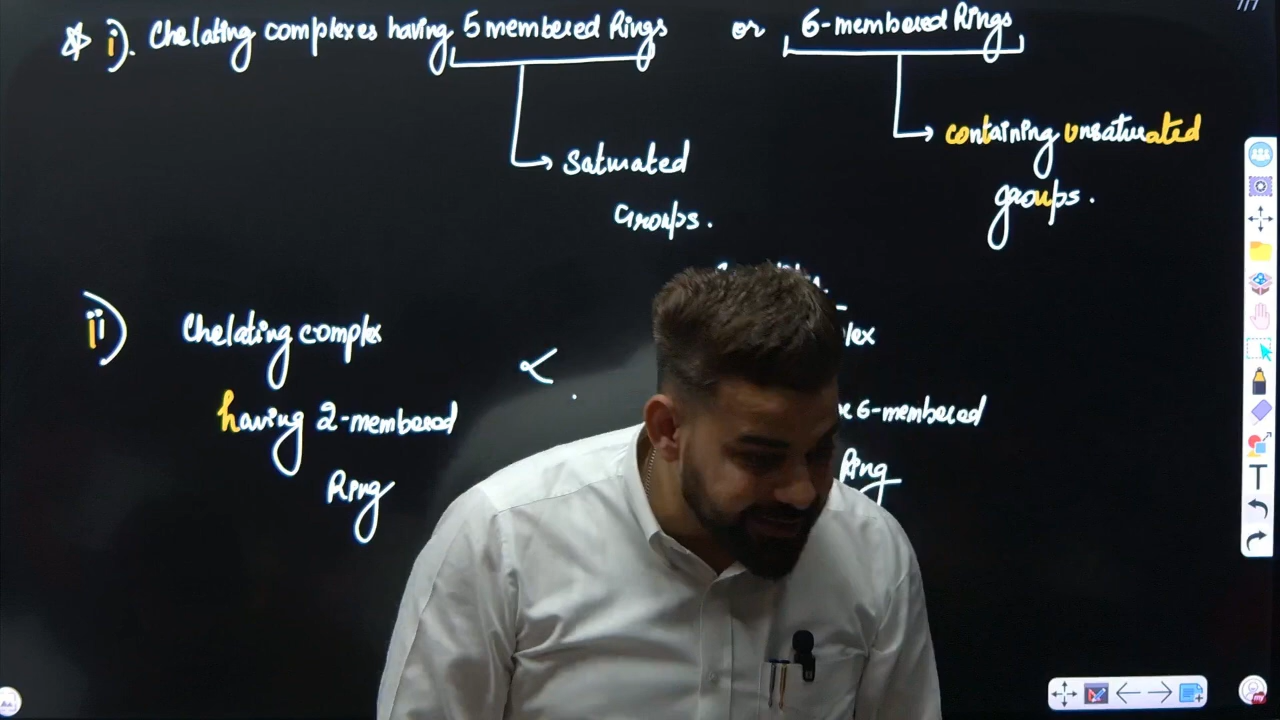 i). Chelating complexes having 5 membered Rings or 6-membered Rings
containing unsaturated
groups.
saturated
Groups.
ii) Chelating complex
<
having 2-membered
6-membered
Ring
Ring
T